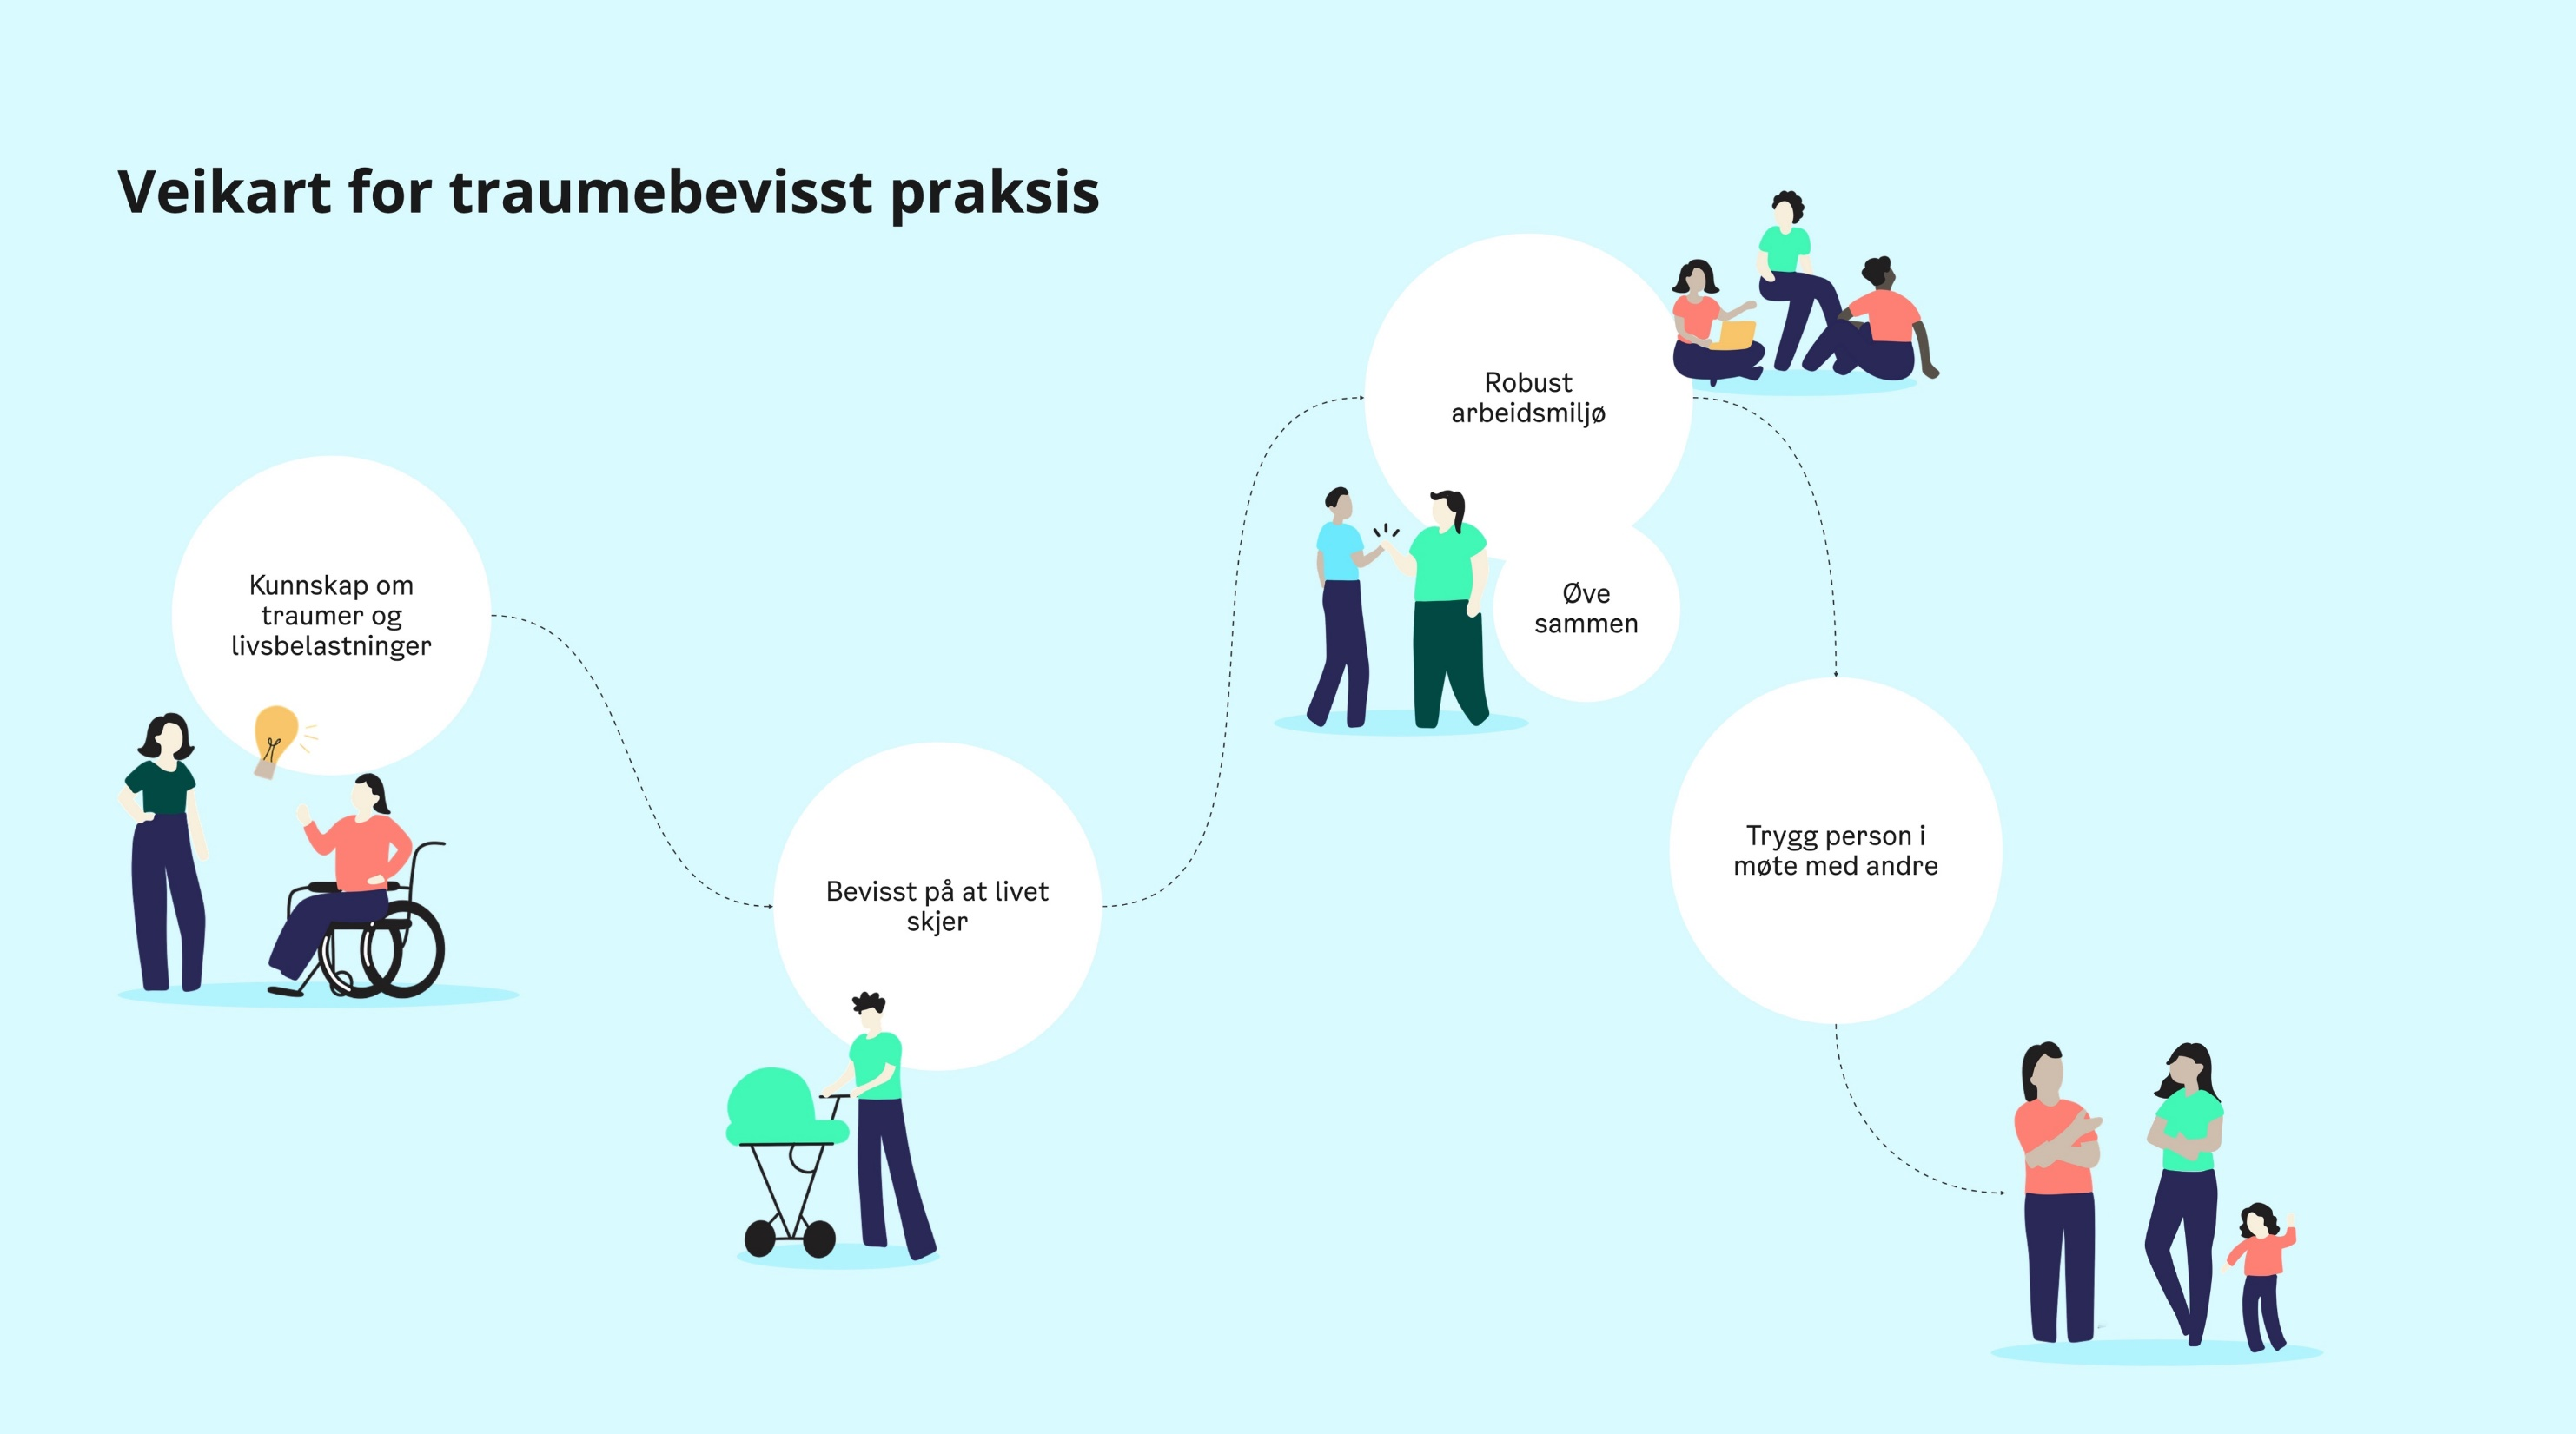 Veikart for traumebevisst praksis
Kunnskap om
traumer og
livsbelastninger
Bevisst på at livet
skjer
Robust
arbeidsmiljø
Øve
sammen
Trygg person i
møte med andre